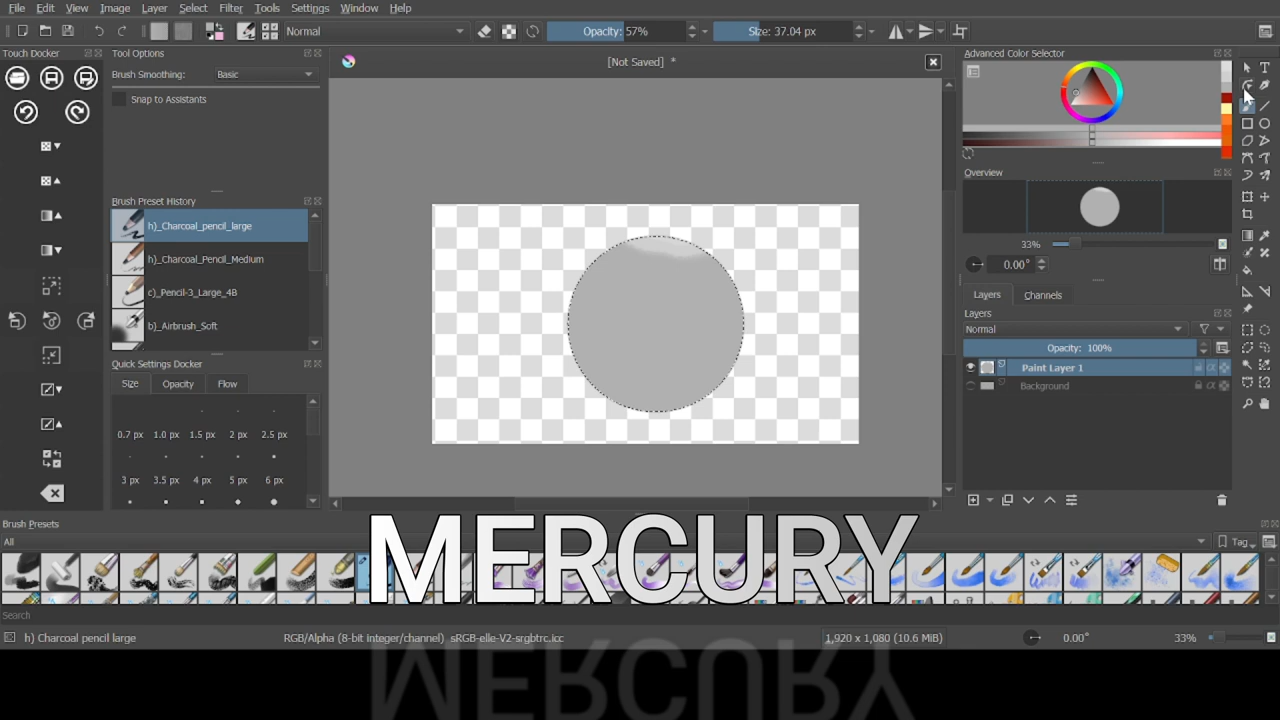 File Edit View Image Layer Select Filter Tools Settings Window Help
Normal
Opacity: 57%
Size: 37.04 px
Touch Docker
Tool Options
Brush Smoothing: Basic
Snap to Assistants
Brush Preset History
h)_Charcoal_pencil_large
h)_Charcoal_Pencil_Medium
c)_Pencil-3_Large_4B
b)_Airbrush_Soft
Quick Settings Docker
Size Opacity Flow
0.7 px 1.0 px 1.5 px 2 px 2.5 px
3 px 3.5 px 4 px 5 px 6 px
[Not Saved] *
Advanced Color Selector
Overview
33%
0.00°
Layers Channels
Layers
Normal
Opacity: 100%
Paint Layer 1
Background
Brush Presets
All
Tag
MERCURY
Search
h) Charcoal pencil large
RGB/Alpha (8-bit integer/channel) sRGB-elle-V2-srgbtrc.icc
1,920 x 1,080 (10.6 MiB)
0.00°
33%
MERCURY